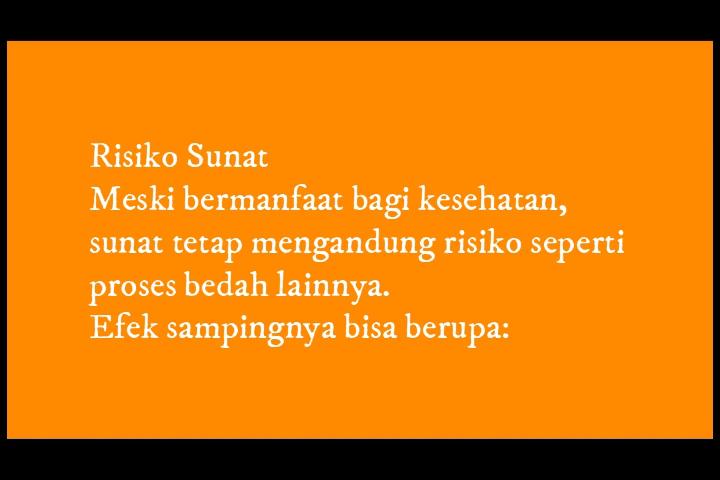 Risiko Sunat
Meski bermanfaat bagi kesehatan,
sunat tetap mengandung risiko seperti
proses bedah lainnya.
Efek sampingnya bisa berupa: